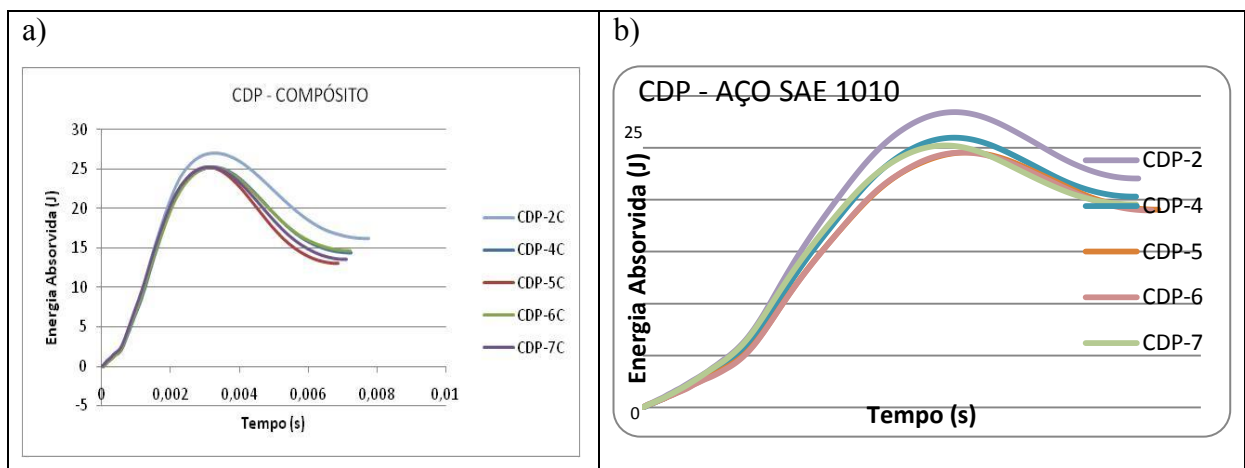 a)
CDP - COMPÓSITO
Energia Absorvida (J)
30
25
20
15
10
5
0
-5
0
0,002
0,004
0,006
0,008
0,01
Tempo (s)
CDP-2C
CDP-4C
CDP-5C
CDP-6C
CDP-7C
b)
CDP - AÇO SAE 1010
Energia Absorvida (J)
25
0
Tempo (s)
CDP-2
CDP-4
CDP-5
CDP-6
CDP-7